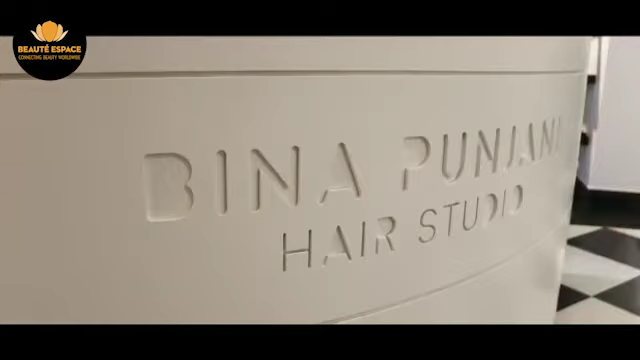 BEAUTÉ ESPACE
CONNECTING BEAUTY WORLDWIDE
BINA PUNJANI
HAIR STUDIO